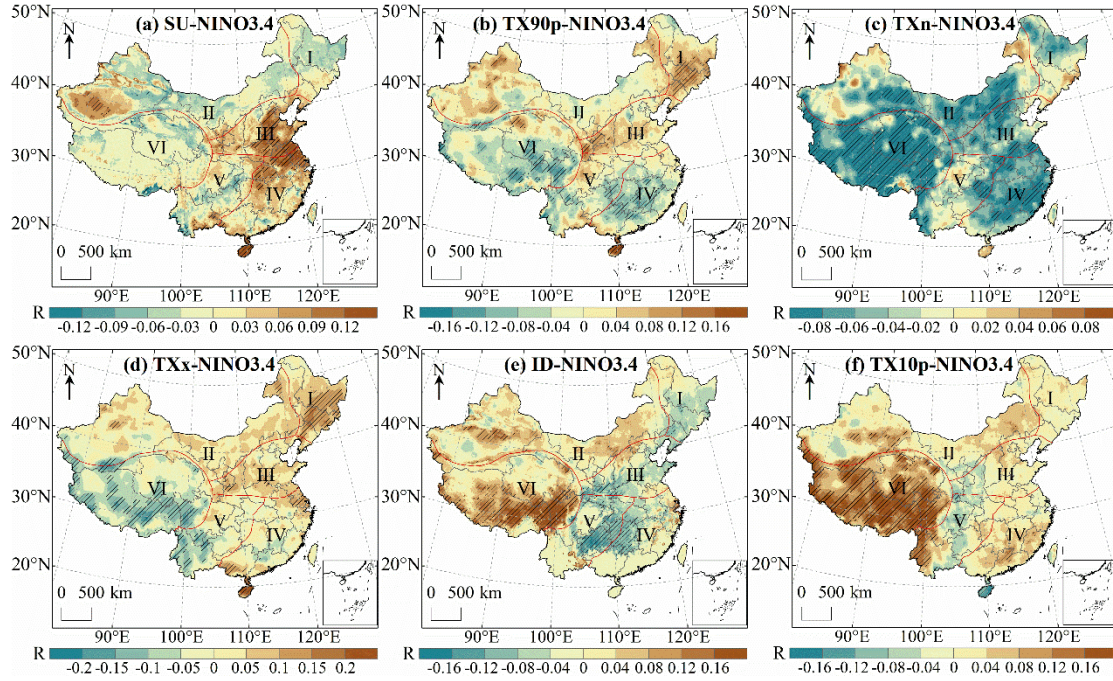 (a) SU-NINO3.4
50°N
N
40°N
30°N
20°N
I
II
III
VI
V
IV
0 500 km
90°E 100°E 110°E 120°E
R
-0.12 -0.09 -0.06 -0.03 0 0.03 0.06 0.09 0.12
(b) TX90p-NINO3.4
50°N
N
40°N
30°N
20°N
I
II
III
VI
V
IV
0 500 km
90°E 100°E 110°E 120°E
R
-0.16 -0.12 -0.08 -0.04 0 0.04 0.08 0.12 0.16
(c) TXn-NINO3.4
50°N
N
40°N
30°N
20°N
I
II
III
VI
V
IV
0 500 km
90°E 100°E 110°E 120°E
R
-0.08 -0.06 -0.04 -0.02 0 0.02 0.04 0.06 0.08
(d) TXx-NINO3.4
50°N
N
40°N
30°N
20°N
I
II
III
VI
V
IV
0 500 km
90°E 100°E 110°E 120°E
R
-0.2 -0.15 -0.1 -0.05 0 0.05 0.1 0.15 0.2
(e) ID-NINO3.4
50°N
N
40°N
30°N
20°N
I
II
III
VI
V
IV
0 500 km
90°E 100°E 110°E 120°E
R
-0.16 -0.12 -0.08 -0.04 0 0.04 0.08 0.12 0.16
(f) TX10p-NINO3.4
50°N
N
40°N
30°N
20°N
I
II
III
VI
V
IV
0 500 km
90°E 100°E 110°E 120°E
R
-0.16 -0.12 -0.08 -0.04 0 0.04 0.08 0.12 0.16